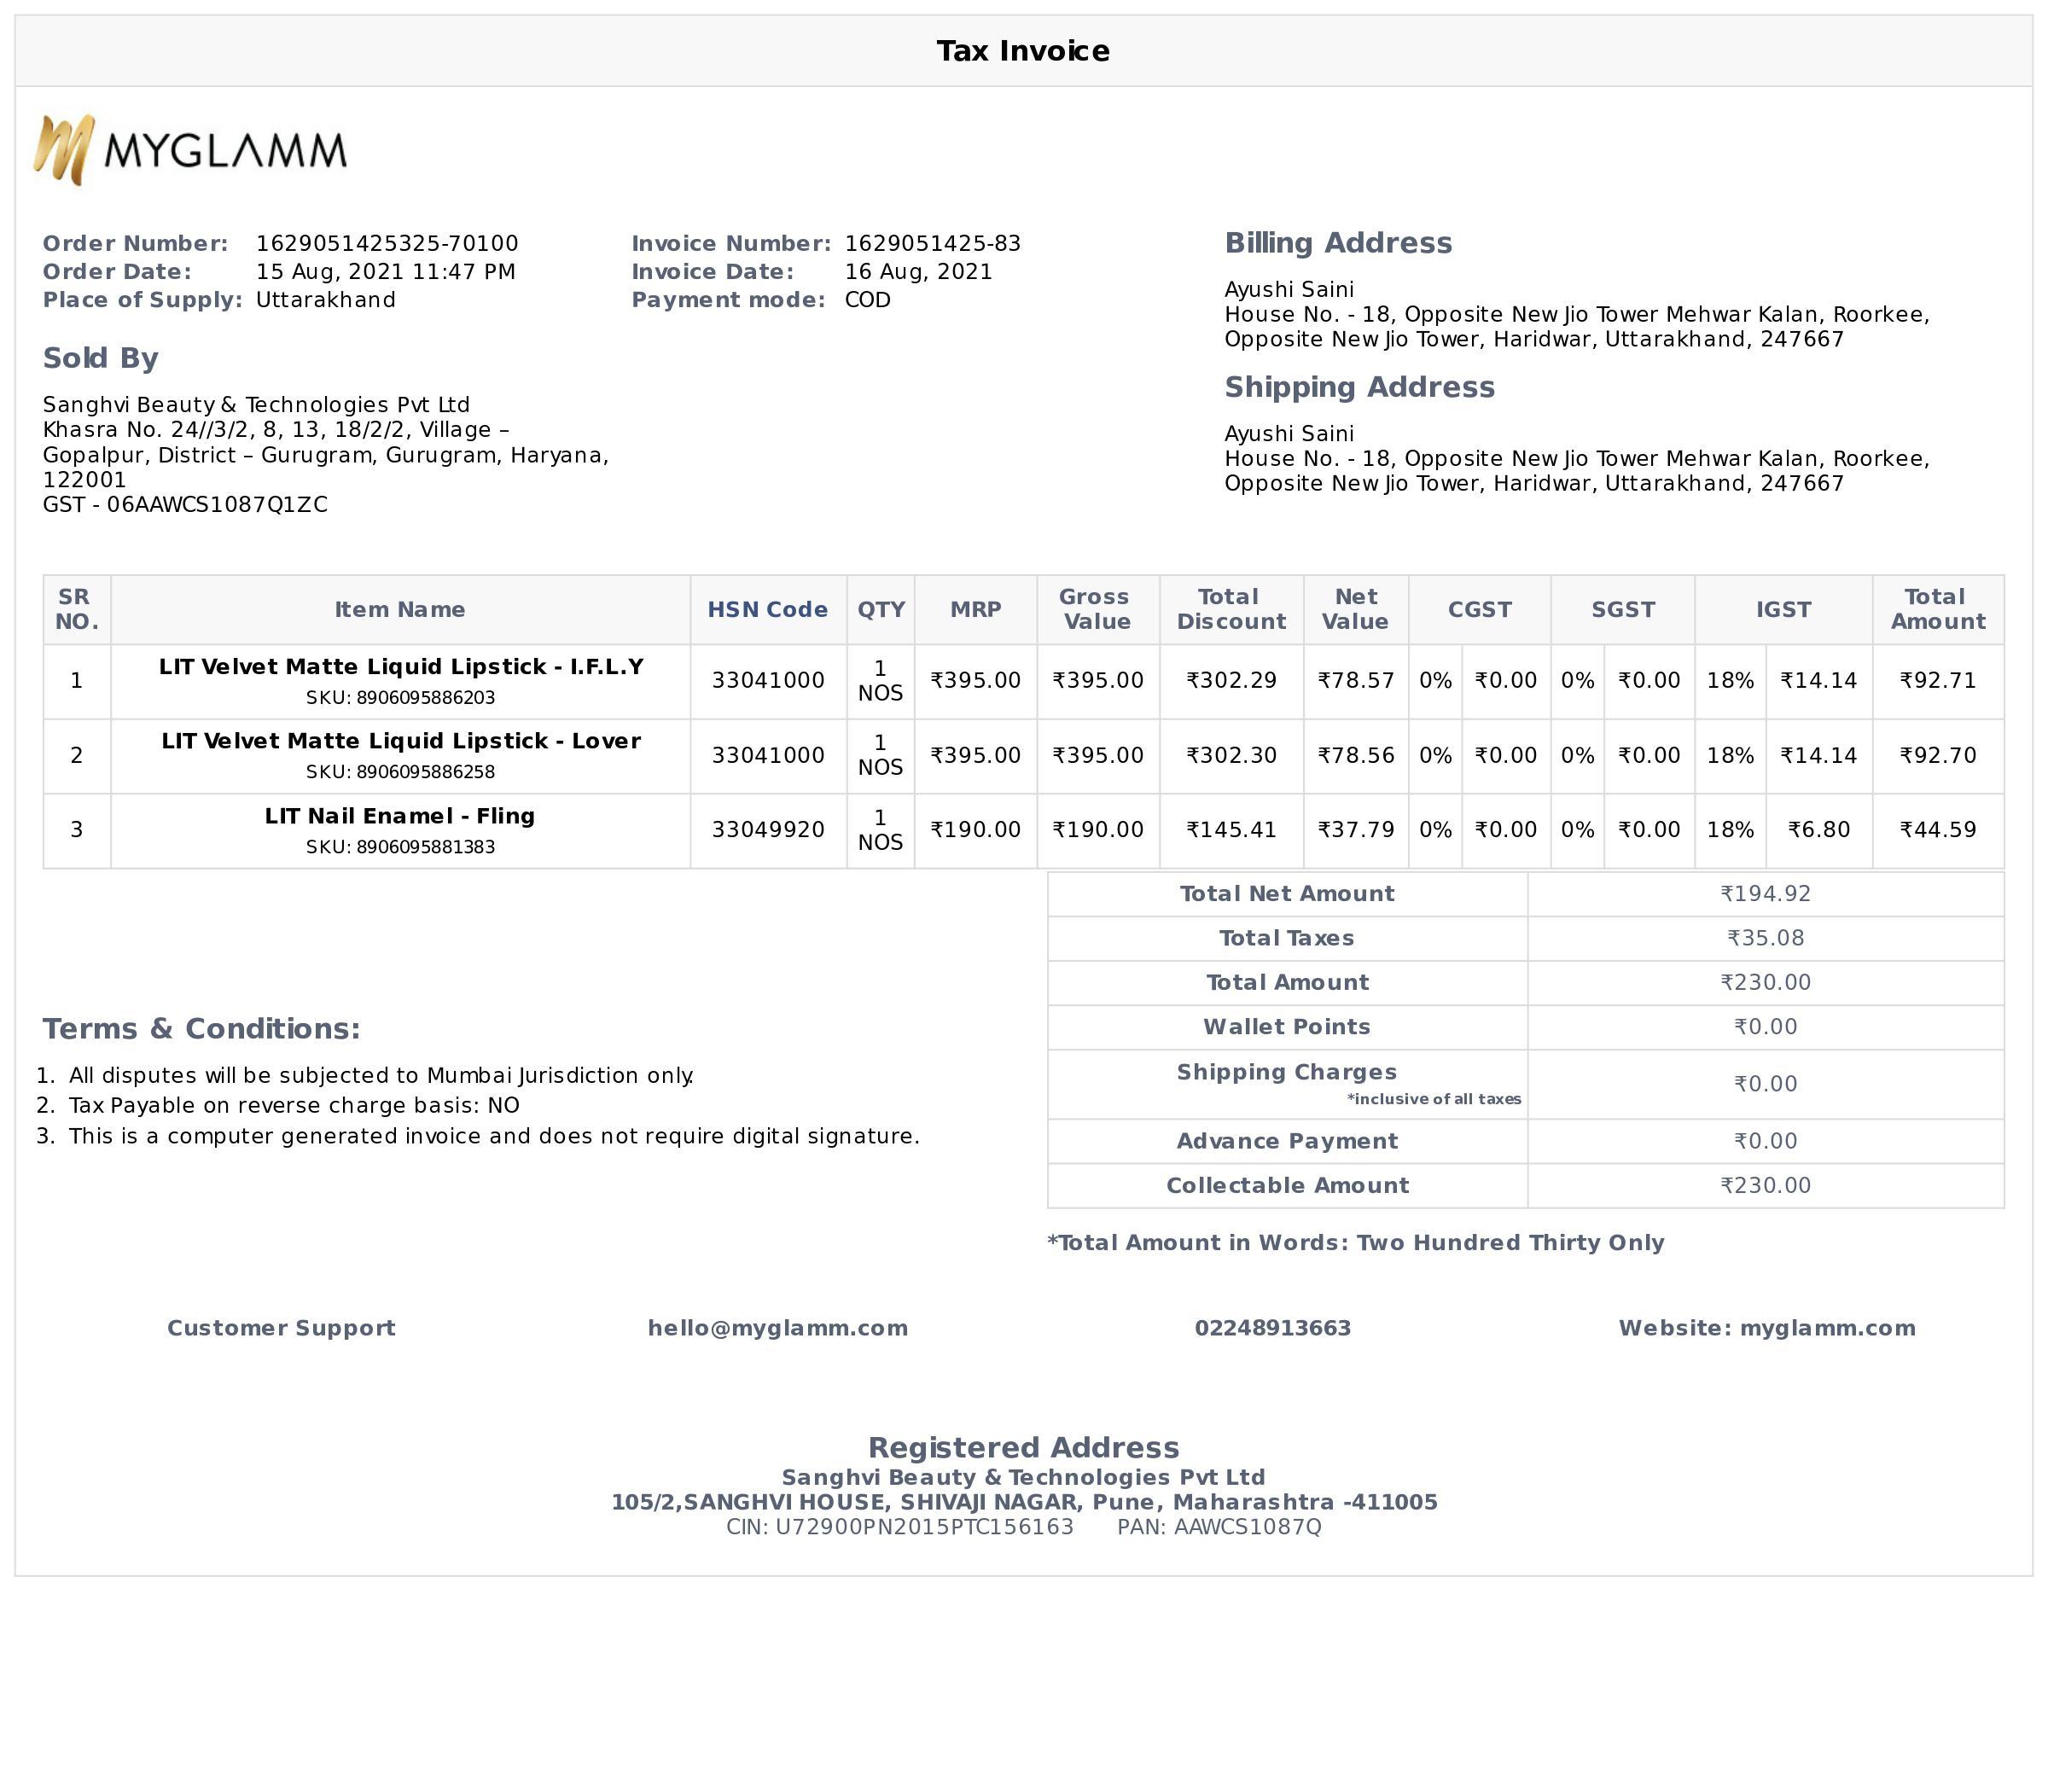 Tax Invoice
MYGLAMM
Order Number: 1629051425325-70100
Order Date: 15 Aug, 2021 11:47 PM
Place of Supply: Uttarakhand
Invoice Number: 1629051425-83
Invoice Date: 16 Aug, 2021
Payment mode: COD
Sold By
Sanghvi Beauty & Technologies Pvt Ltd
Khasra No. 24//3/2, 8, 13, 18/2/2, Village –
Gopalpur, District – Gurugram, Gurugram, Haryana,
122001
GST - 06AAWCS1087Q1ZC
Billing Address
Ayushi Saini
House No. - 18, Opposite New Jio Tower Mehwar Kalan, Roorkee,
Opposite New Jio Tower, Haridwar, Uttarakhand, 247667
Shipping Address
Ayushi Saini
House No. - 18, Opposite New Jio Tower Mehwar Kalan, Roorkee,
Opposite New Jio Tower, Haridwar, Uttarakhand, 247667
SR NO. Item Name HSN Code QTY MRP Gross Value Total Discount Net Value CGST SGST IGST Total Amount
1 LIT Velvet Matte Liquid Lipstick - I.F.L.Y SKU: 8906095886203 33041000 1 NOS ₹395.00 ₹395.00 ₹302.29 ₹78.57 0% ₹0.00 0% ₹0.00 18% ₹14.14 ₹92.71
2 LIT Velvet Matte Liquid Lipstick - Lover SKU: 8906095886258 33041000 1 NOS ₹395.00 ₹395.00 ₹302.30 ₹78.56 0% ₹0.00 0% ₹0.00 18% ₹14.14 ₹92.70
3 LIT Nail Enamel - Fling SKU: 8906095881383 33049920 1 NOS ₹190.00 ₹190.00 ₹145.41 ₹37.79 0% ₹0.00 0% ₹0.00 18% ₹6.80 ₹44.59
Total Net Amount ₹194.92
Total Taxes ₹35.08
Total Amount ₹230.00
Wallet Points ₹0.00
Shipping Charges ₹0.00
*inclusive of all taxes
Advance Payment ₹0.00
Collectable Amount ₹230.00
*Total Amount in Words: Two Hundred Thirty Only
Terms & Conditions:
1. All disputes will be subjected to Mumbai Jurisdiction only.
2. Tax Payable on reverse charge basis: NO
3. This is a computer generated invoice and does not require digital signature.
Customer Support hello@myglamm.com 02248913663 Website: myglamm.com
Registered Address
Sanghvi Beauty & Technologies Pvt Ltd
105/2,SANGHVI HOUSE, SHIVAJI NAGAR, Pune, Maharashtra -411005
CIN: U72900PN2015PTC156163 PAN: AAWCS1087Q